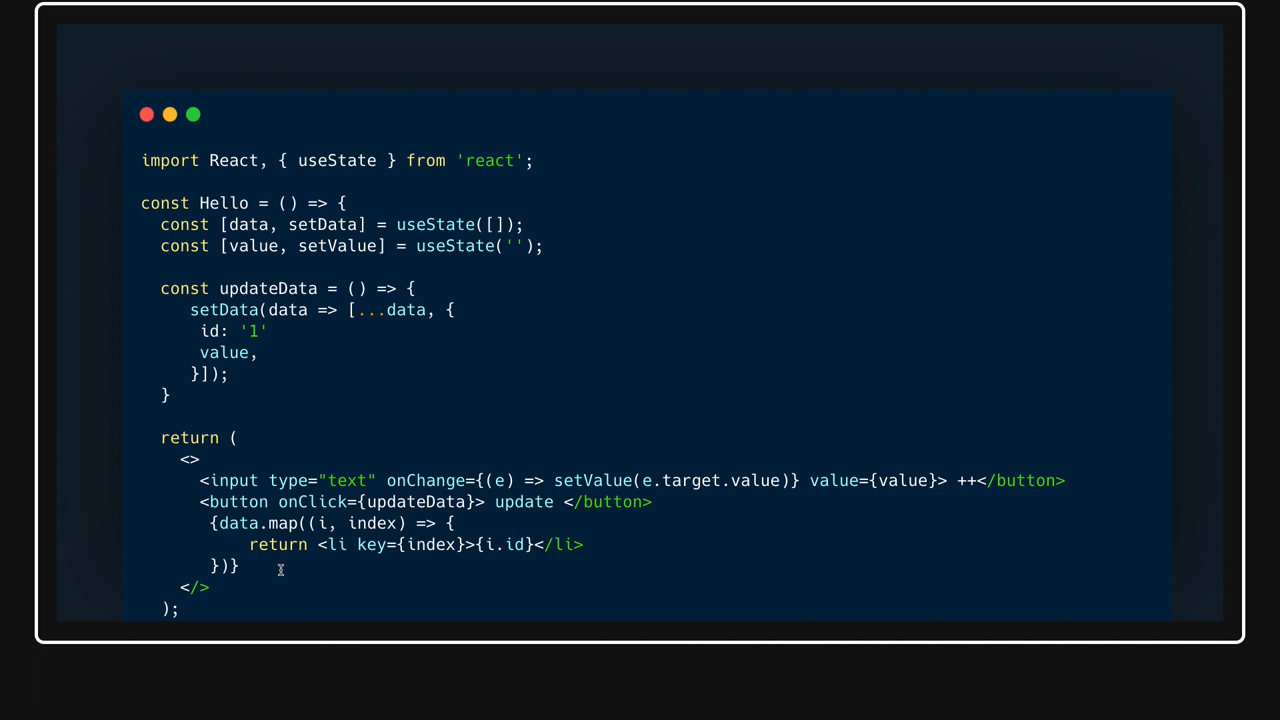 import React, { useState } from 'react';
const Hello = () => {
const [data, setData] = useState([]);
const [value, setValue] = useState('');
const updateData = () => {
setData(data => [...data, {
id: '1'
value,
}]);
}
return (
<>
<input type="text" onChange={(e) => setValue(e.target.value)} value={value}> ++</button>
<button onClick={updateData}> update </button>
{data.map((i, index) => {
return <li key={index}>{i.id}</li>
})}
</>
);